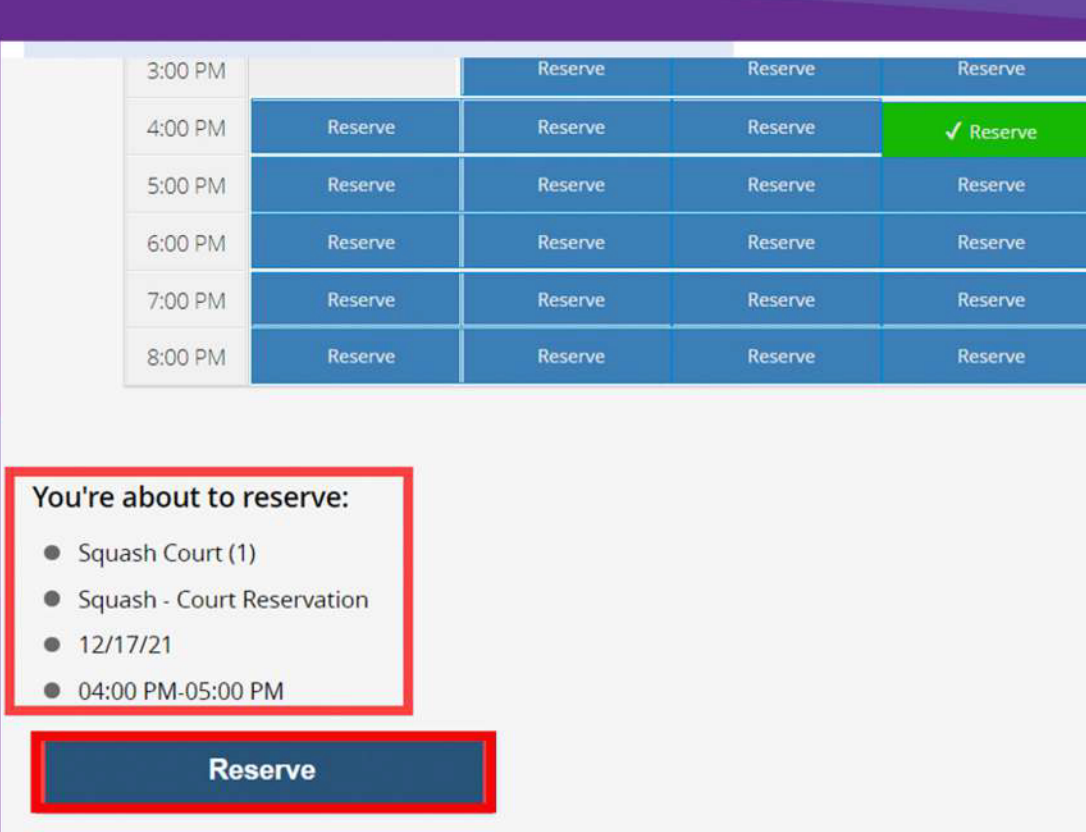 3:00 PM Reserve Reserve Reserve
4:00 PM Reserve Reserve Reserve ✓ Reserve
5:00 PM Reserve Reserve Reserve Reserve
6:00 PM Reserve Reserve Reserve Reserve
7:00 PM Reserve Reserve Reserve Reserve
8:00 PM Reserve Reserve Reserve Reserve
You're about to reserve:
● Squash Court (1)
● Squash - Court Reservation
● 12/17/21
● 04:00 PM-05:00 PM
Reserve